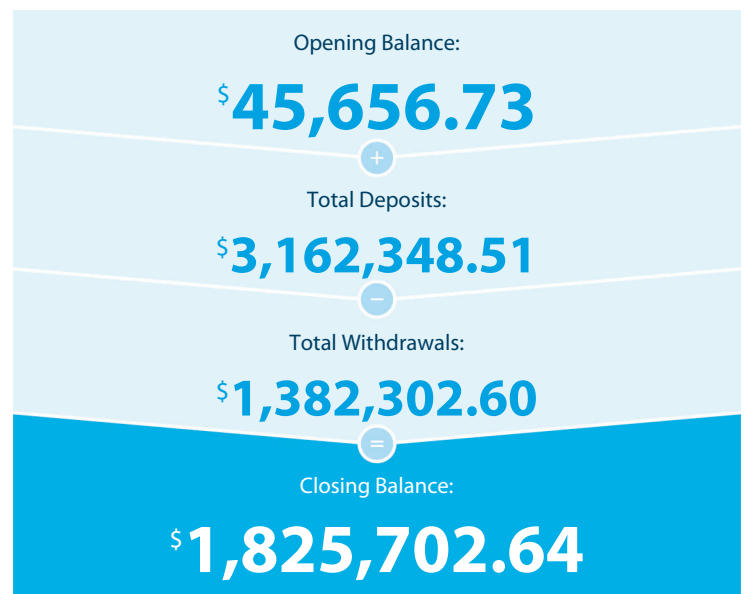 Opening Balance:
$45,656.73
+
Total Deposits:
$3,162,348.51
−
Total Withdrawals:
$1,382,302.60
=
Closing Balance:
$1,825,702.64